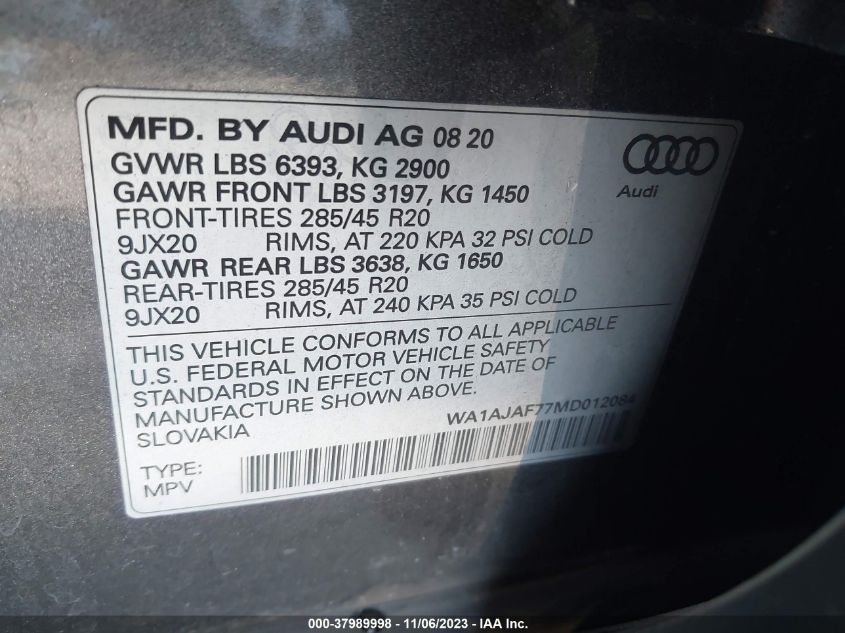 MFD. BY AUDI AG 08 20
GVWR LBS 6393, KG 2900
GAWR FRONT LBS 3197, KG 1450
FRONT-TIRES 285/45 R20
9JX20 RIMS, AT 220 KPA 32 PSI COLD
GAWR REAR LBS 3638, KG 1650
REAR-TIRES 285/45 R20
9JX20 RIMS, AT 240 KPA 35 PSI COLD
Audi
THIS VEHICLE CONFORMS TO ALL APPLICABLE
U.S. FEDERAL MOTOR VEHICLE SAFETY
STANDARDS IN EFFECT ON THE DATE OF
MANUFACTURE SHOWN ABOVE.
SLOVAKIA
WA1AJAF77MD012084
TYPE:
MPV
000-37989998 - 11/06/2023 - IAA Inc.